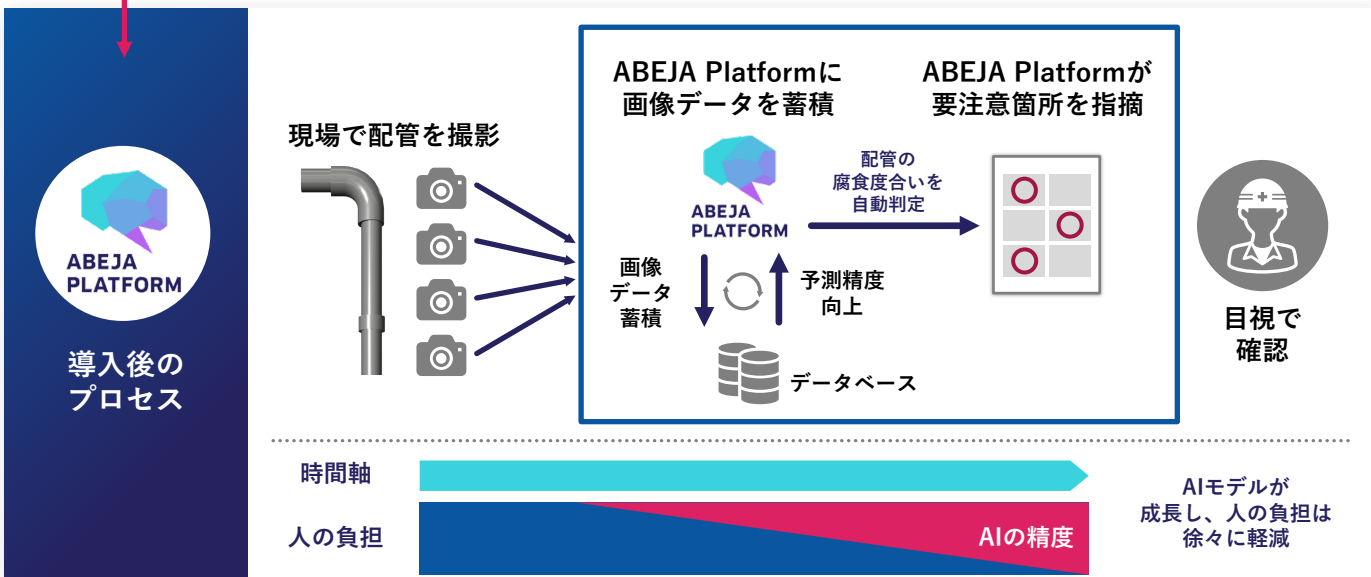 ABEJA
PLATFORM
導入後の
プロセス
現場で配管を撮影
ABEJA Platformに
画像データを蓄積
ABEJA Platformが
要注意箇所を指摘
ABEJA
PLATFORM
配管の
腐食度合いを
自動判定
画像
データ
蓄積
予測精度
向上
データベース
目視で
確認
時間軸
人の負担
AIの精度
AIモデルが
成長し、人の負担は
徐々に軽減